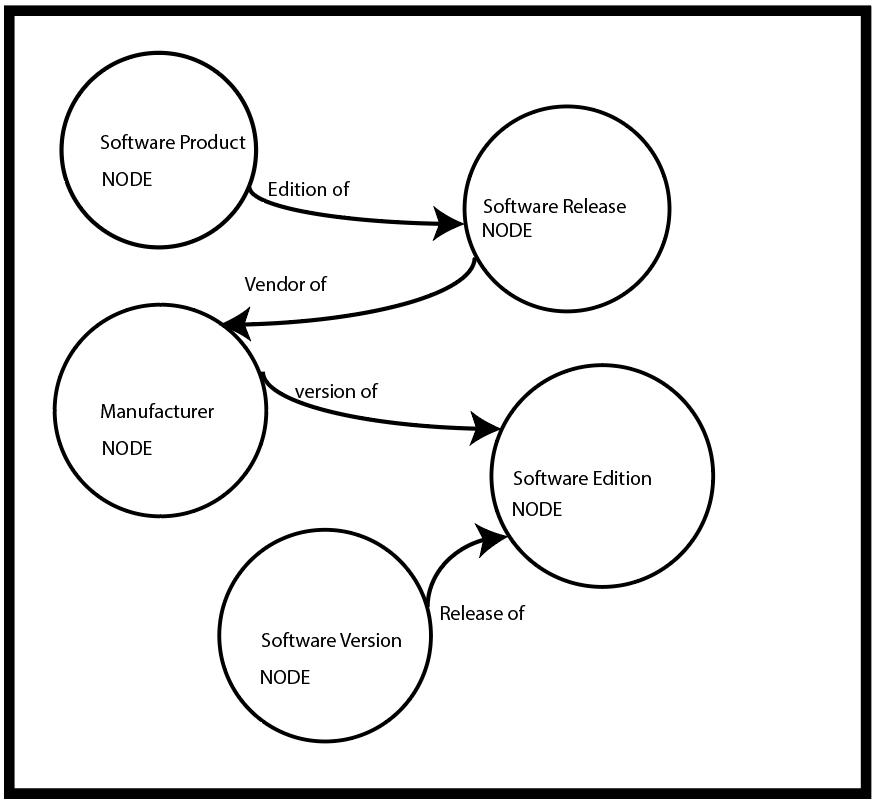 Software Product
NODE
Edition of
Software Release
NODE
Vendor of
Manufacturer
NODE
version of
Software Edition
NODE
Release of
Software Version
NODE